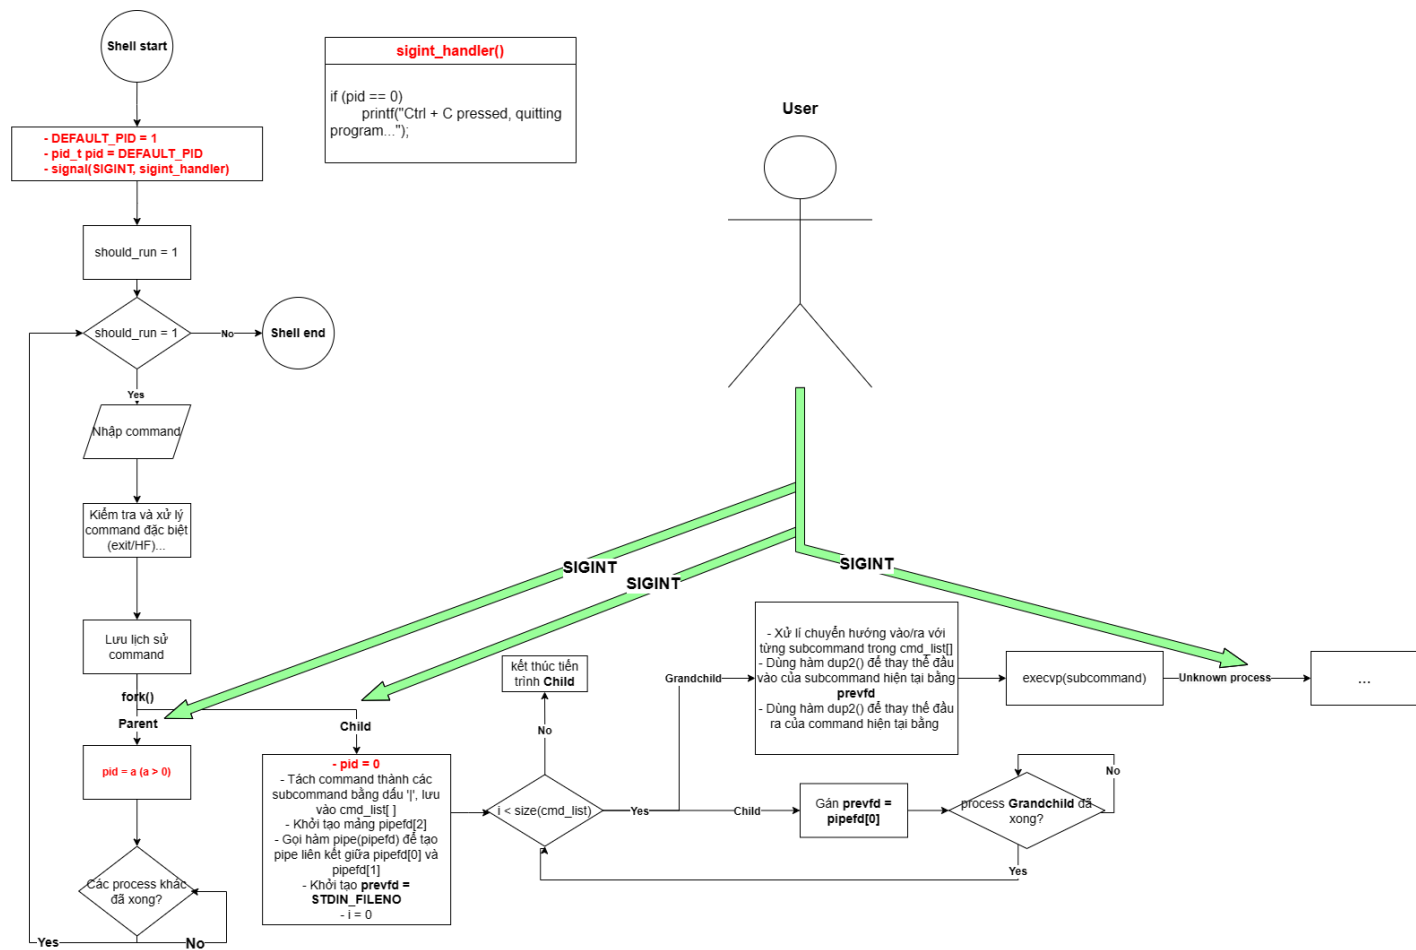 Shell start
- DEFAULT_PID = 1
- pid_t pid = DEFAULT_PID
- signal(SIGINT, sigint_handler)
sigint_handler()
if (pid == 0)
printf("Ctrl + C pressed, quitting
program...");
User
should_run = 1
should_run = 1
No
Shell end
Yes
Nhập command
Kiểm tra và xử lý
command đặc biệt
(exit/HF)...
Lưu lịch sử
command
fork()
Parent
pid = a (a > 0)
Các process khác
đã xong?
Yes
No
SIGINT
SIGINT
SIGINT
Child
- pid = 0
- Tách command thành các
subcommand bằng dấu '|', lưu
vào cmd_list[ ]
- Khởi tạo mảng pipefd[2]
- Gọi hàm pipe(pipefd) để tạo
pipe liên kết giữa pipefd[0] và
pipefd[1]
- Khởi tạo prevfd =
STDIN_FILENO
- i = 0
kết thúc tiến
trình Child
No
i < size(cmd_list)
Yes
Grandchild
- Xử lí chuyển hướng vào/ra với
từng subcommand trong cmd_list[]
- Dùng hàm dup2() để thay thế đầu
vào của subcommand hiện tại bằng
prevfd
- Dùng hàm dup2() để thay thế đầu
ra của command hiện tại bằng
execvp(subcommand)
Unknown process
...
Child
Gán prevfd =
pipefd[0]
process Grandchild đã
xong?
No
Yes